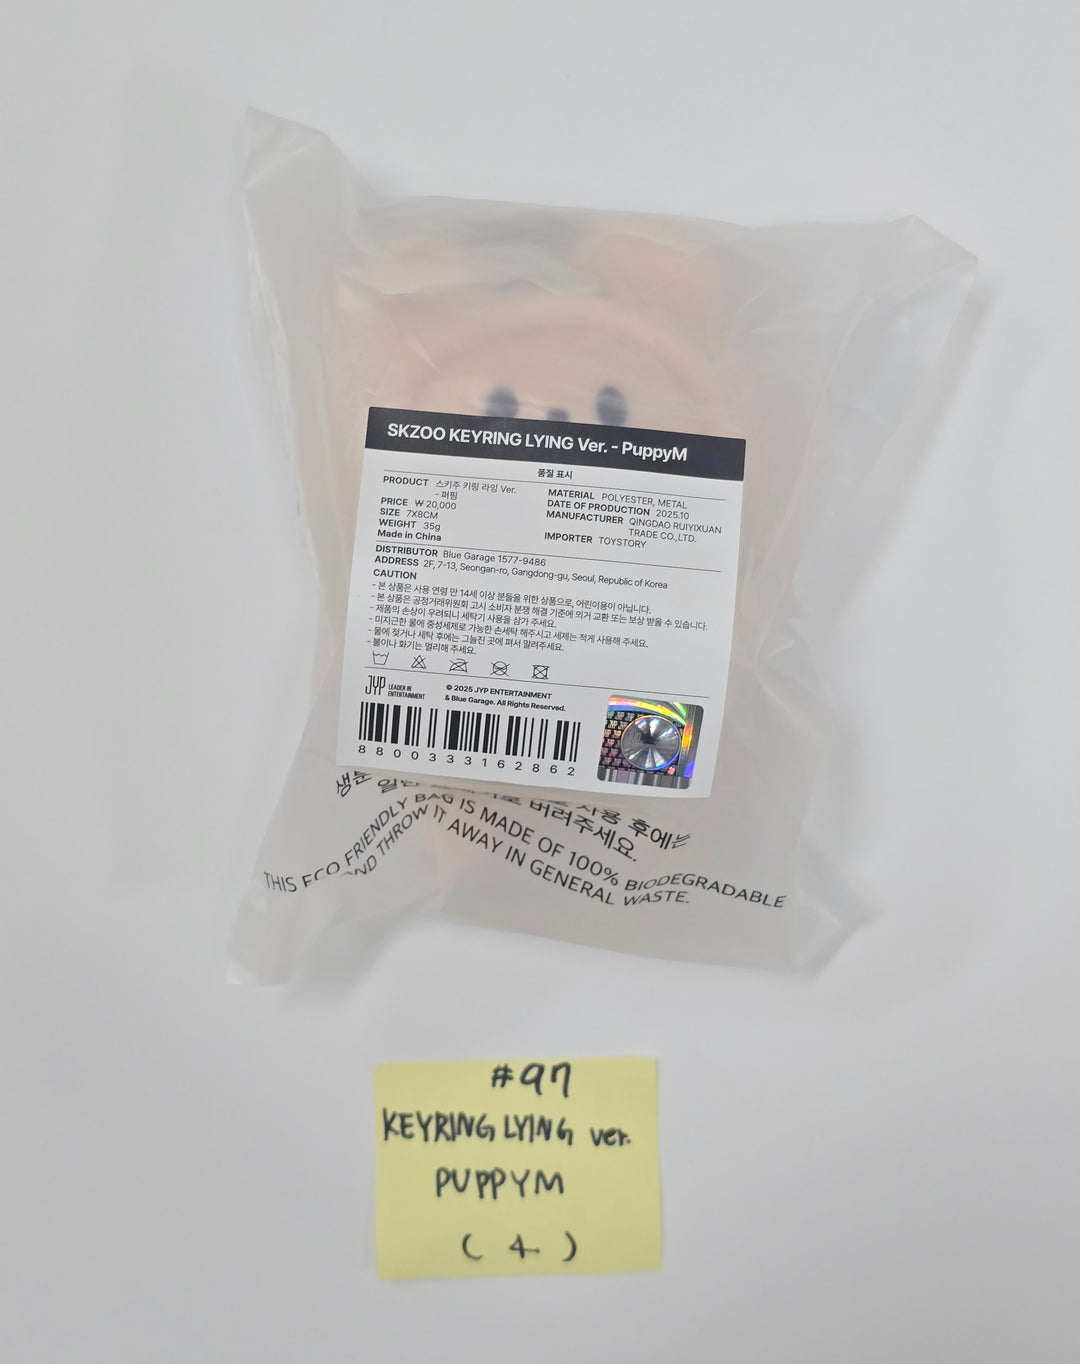 SKZOO KEYRING LYING Ver. - PuppyM
품질 표시
PRODUCT 스키주 키링 라잉 Ver.
- 퍼핌
PRICE ₩ 20,000
SIZE 7X8CM
WEIGHT 35g
Made in China
MATERIAL POLYESTER, METAL
DATE OF PRODUCTION 2025.10
MANUFACTURER QINGDAO RUIYIXUAN
TRADE CO.,LTD.
IMPORTER TOYSTORY
DISTRIBUTOR Blue Garage 1577-9486
ADDRESS 2F, 7-13, Seongan-ro, Gangdong-gu, Seoul, Republic of Korea
CAUTION
- 본 상품은 사용 연령 만 14세 이상 분들을 위한 상품으로, 어린이용이 아닙니다.
- 본 상품은 공정거래위원회 고시 소비자 분쟁 해결 기준에 의거 교환 또는 보상 받을 수 있습니다.
- 제품의 손상이 우려되니 세탁기 사용을 삼가 주세요.
- 미지근한 물에 중성세제로 가능한 손세탁 해주시고 세제는 적게 사용해 주세요.
- 물에 젖거나 세탁 후에는 그늘진 곳에 펴서 말려주세요.
- 불이나 화기는 멀리해 주세요.
JYP LEADER IN
ENTERTAINMENT
© 2025 JYP ENTERTAINMENT
& Blue Garage. All Rights Reserved.
8800333162862
사용 후에는
버려주세요.
THIS ECO FRIENDLY BAG IS MADE OF 100% BIODEGRADABLE
AND THROW IT AWAY IN GENERAL WASTE.
#97
KEYRING LYING ver.
PUPPYM
( 4 )